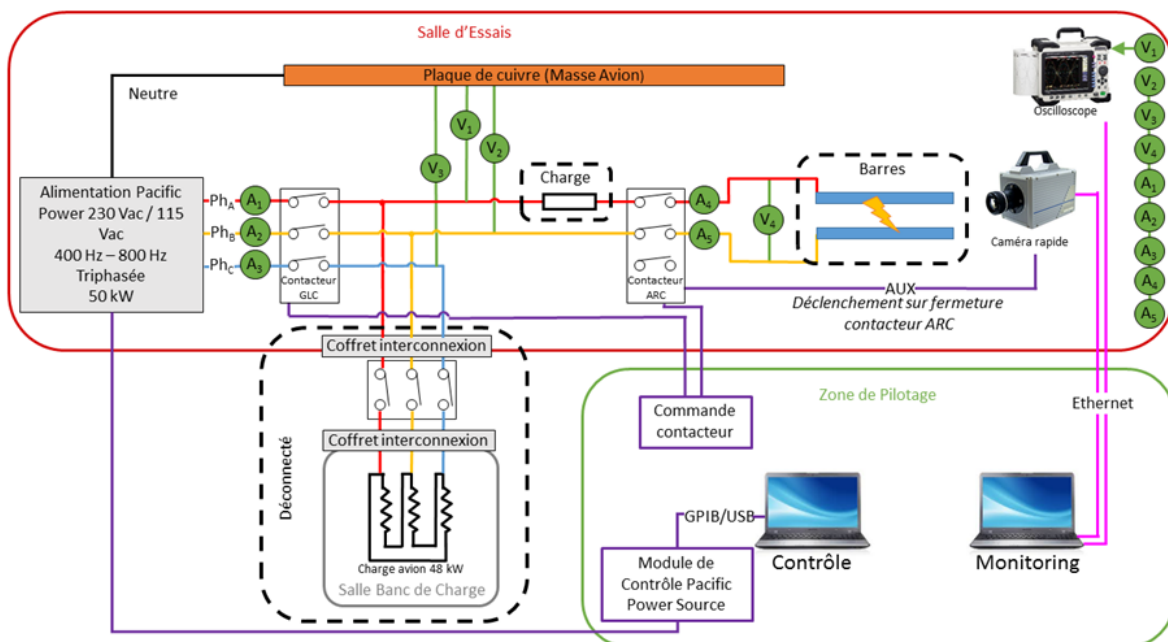 Salle d’Essais
Plaque de cuivre (Masse Avion)
Neutre
V1
V2
V3
Oscilloscope
V1
V2
V3
V4
A1
A2
A3
A4
A5
Alimentation Pacific
Power 230 Vac / 115
Vac
400 Hz – 800 Hz
Triphasée
50 kW
PhA
A1
PhB
A2
PhC
A3
Contacteur
GLC
Charge
Contacteur
ARC
A4
A5
V4
Barres
Caméra rapide
AUX
Déclenchement sur fermeture
contacteur ARC
Déconnecté
Coffret interconnexion
Coffret interconnexion
Charge avion 48 kW
Salle Banc de Charge
Zone de Pilotage
Ethernet
Commande
contacteur
GPIB/USB
Contrôle
Monitoring
Module de
Contrôle Pacific
Power Source